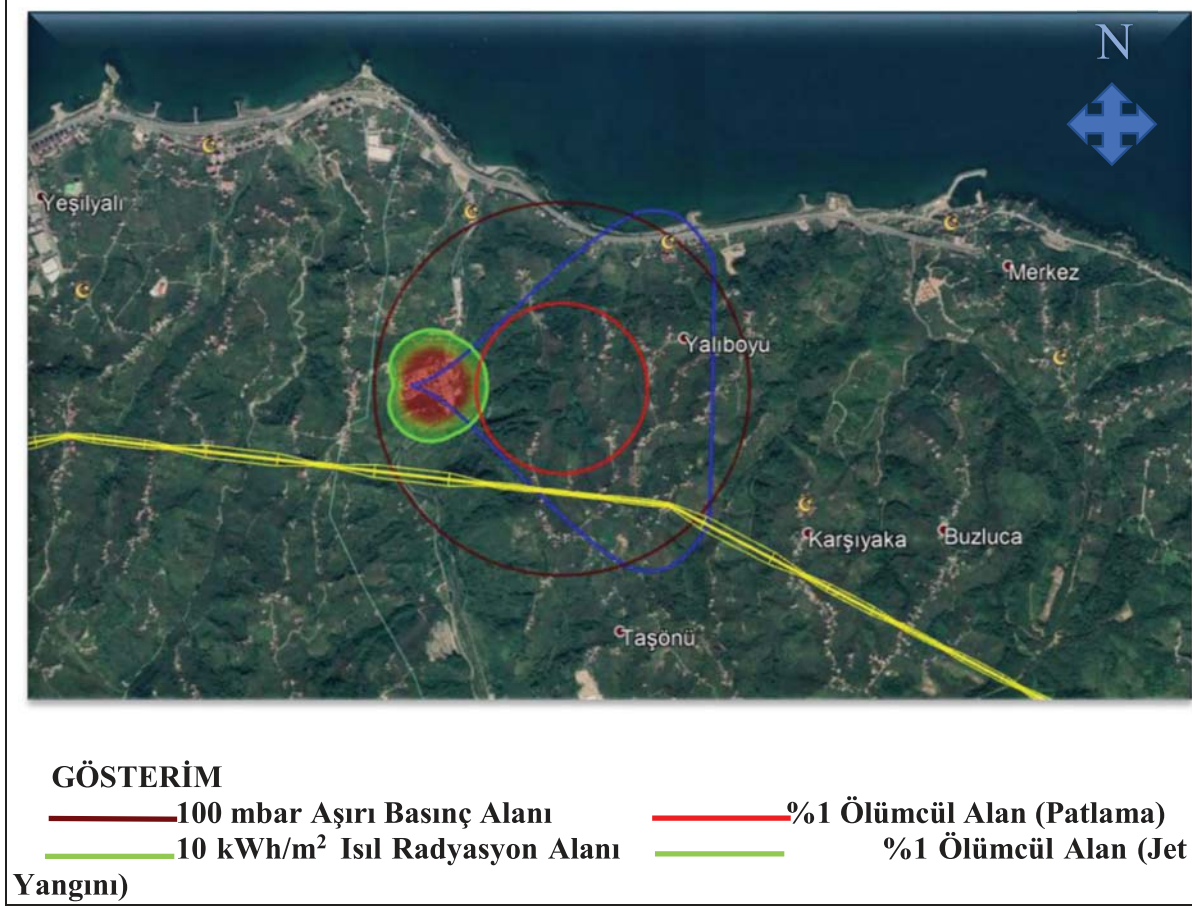 N
Yeşilyalı
Merkez
Yalıboyu
Karşıyaka
Buzluca
Taşönü
GÖSTERİM
100 mbar Aşırı Basınç Alanı %1 Ölümcül Alan (Patlama)
10 kWh/m² Isıl Radyasyon Alanı %1 Ölümcül Alan (Jet
Yangını)